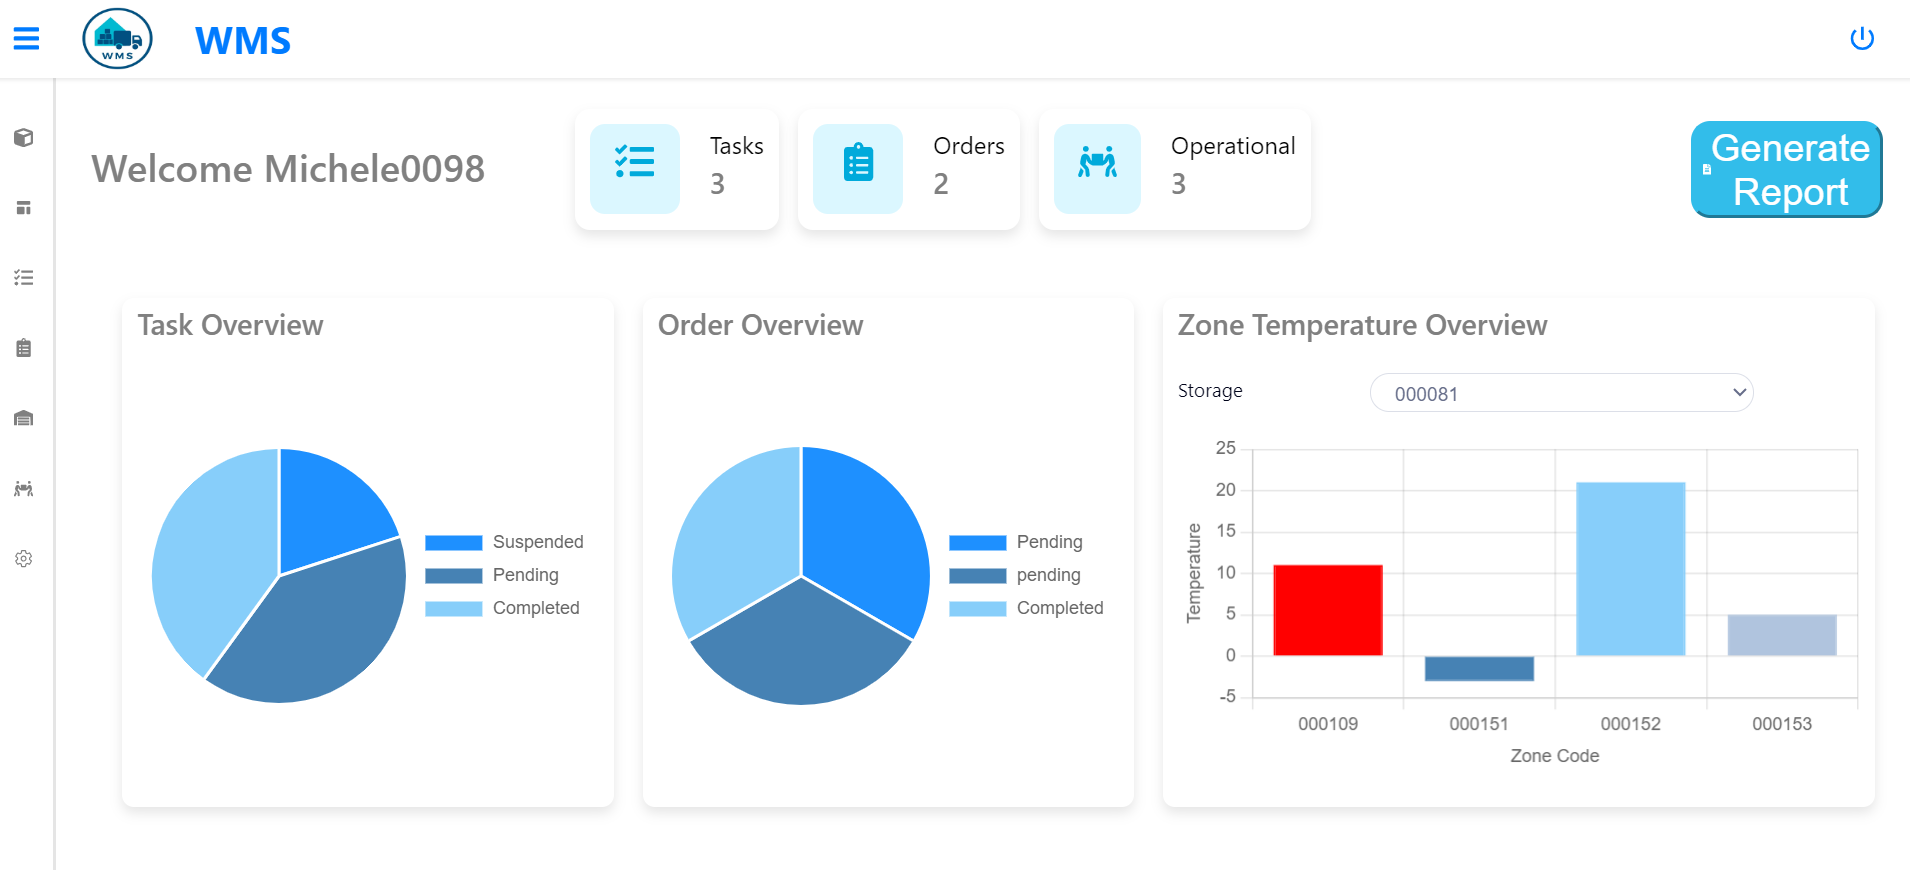 WMS
WMS
Welcome Michele0098
Tasks
3
Orders
2
Operational
3
Generate
Report
Task Overview
Suspended
Pending
Completed
Order Overview
Pending
pending
Completed
Zone Temperature Overview
Storage
000081
Temperature
25
20
15
10
5
0
-5
000109
000151
000152
000153
Zone Code